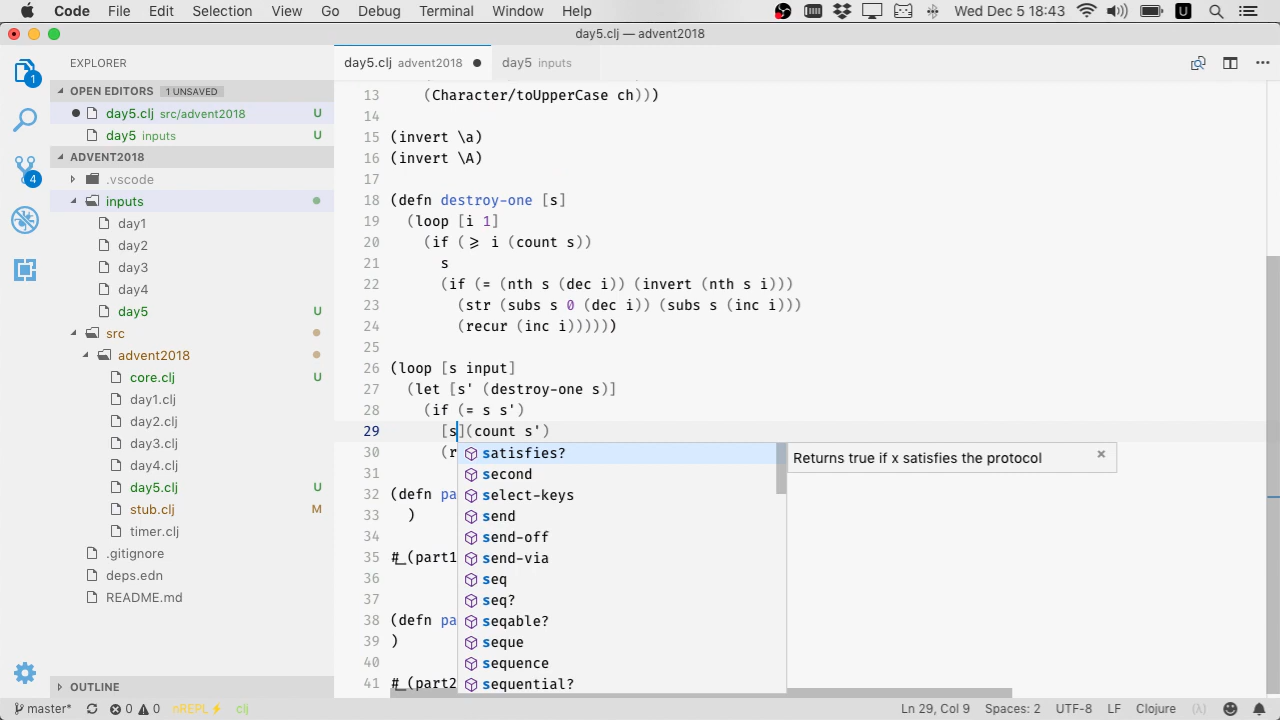 Code File Edit Selection View Go Debug Terminal Window Help U Wed Dec 5 18:43
day5.clj — advent2018
EXPLORER
OPEN EDITORS 1 UNSAVED
day5.clj src/advent2018 U
day5 inputs U
ADVENT2018
.vscode
inputs
day1
day2
day3
day4
day5 U
src
advent2018
core.clj U
day1.clj
day2.clj
day3.clj
day4.clj
day5.clj U
stub.clj M
timer.clj
.gitignore
deps.edn
README.md
OUTLINE
1
4
day5.clj advent2018
day5 inputs
13 (Character/toUpperCase ch)))
14
15 (invert \a)
16 (invert \A)
17
18 (defn destroy-one [s]
19 (loop [i 1]
20 (if (⩾ i (count s))
21 s
22 (if (= (nth s (dec i)) (invert (nth s i)))
23 (str (subs s 0 (dec i)) (subs s (inc i)))
24 (recur (inc i))))))
25
26 (loop [s input]
27 (let [s' (destroy-one s)]
28 (if (= s s')
29 [s](count s')
30 (r
31
32 (defn pa
33 )
34
35 #_(part1
36
37
38 (defn pa
39 )
40
41 #_(part2
satisfies?
second
select-keys
send
send-off
send-via
seq
seq?
seqable?
seque
sequence
sequential?
Returns true if x satisfies the protocol ×
master* 0 0 nREPL⚡ clj Ln 29, Col 9 Spaces: 2 UTF-8 LF Clojure (λ)